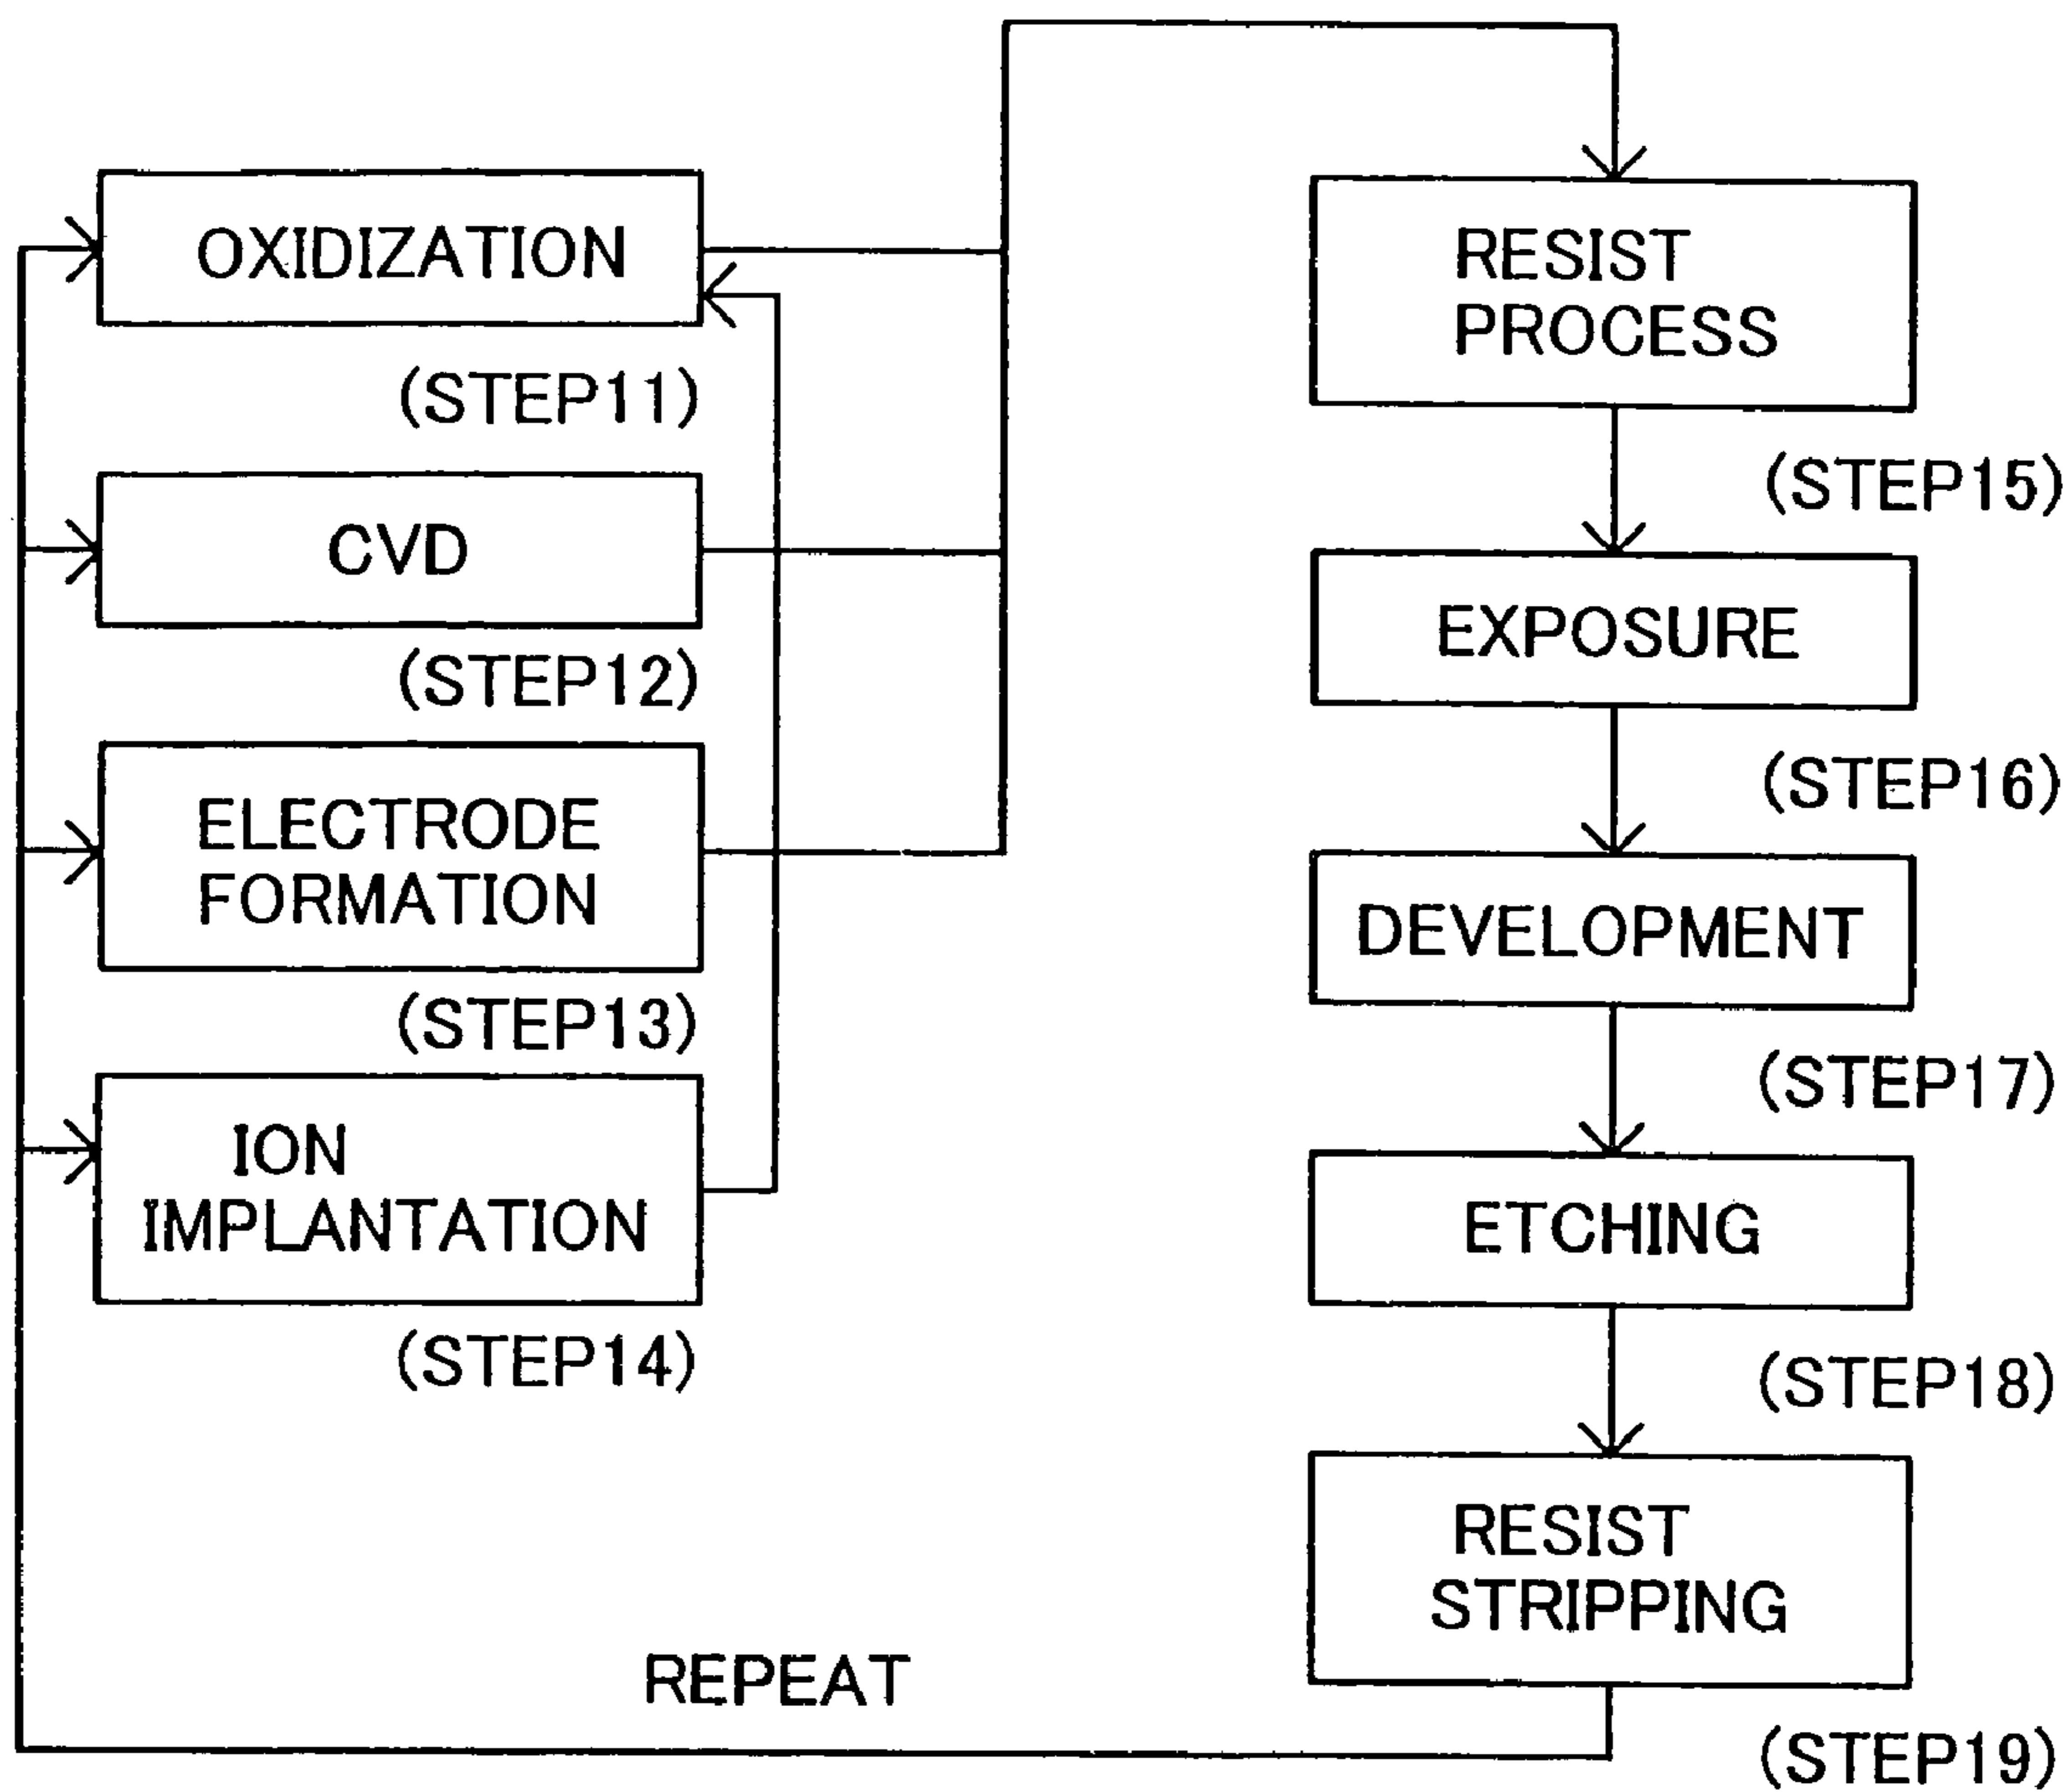 OXIDIZATION
(STEP11)
CVD
(STEP12)
ELECTRODE
FORMATION
(STEP13)
ION
IMPLANTATION
(STEP14)
RESIST
PROCESS
(STEP15)
EXPOSURE
(STEP16)
DEVELOPMENT
(STEP17)
ETCHING
(STEP18)
RESIST
STRIPPING
(STEP19)
REPEAT